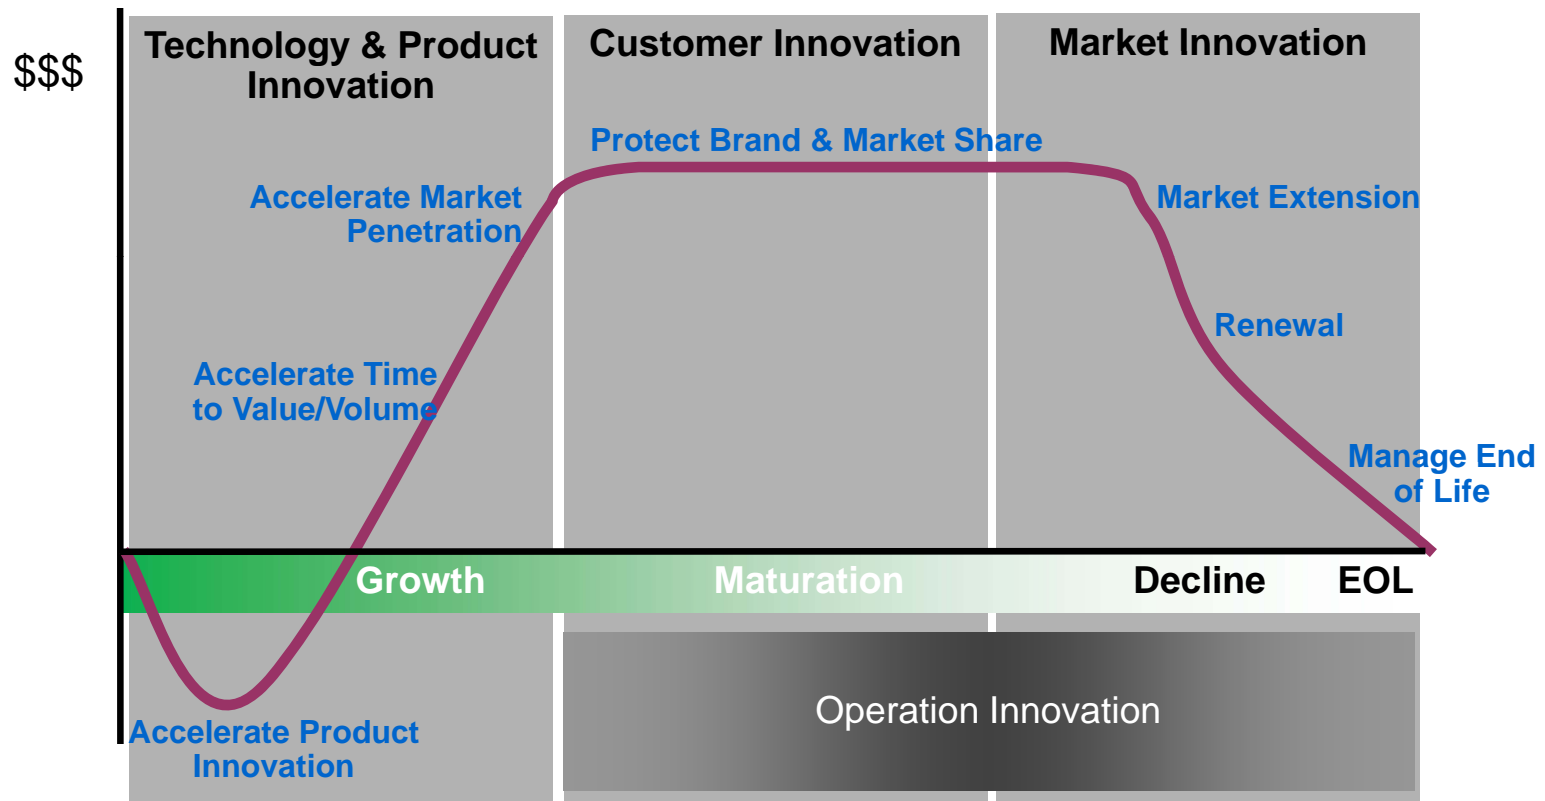 $$$
Technology & Product
Innovation
Customer Innovation
Market Innovation
Protect Brand & Market Share
Accelerate Market
Penetration
Market Extension
Renewal
Accelerate Time
to Value/Volume
Manage End
of Life
Growth
Maturation
Decline
EOL
Operation Innovation
Accelerate Product
Innovation